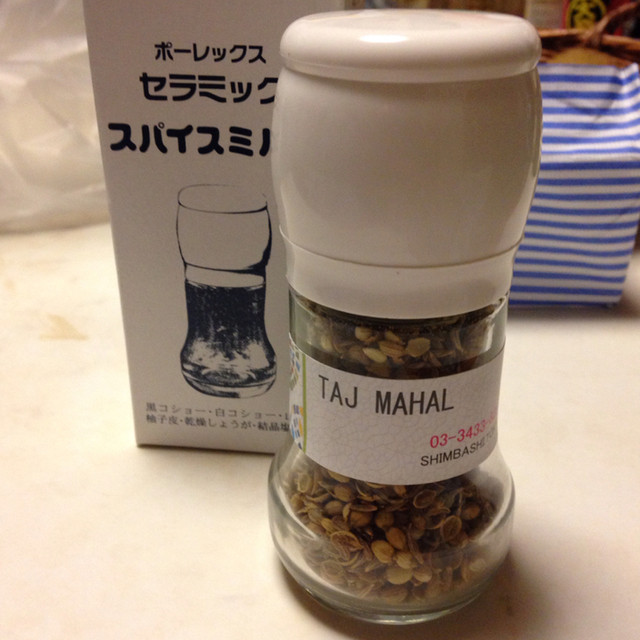 ポーレックス
セラミック
スパイスミル
黒コショー・白コショー・
柚子皮・乾燥しょうが・結晶塩
TAJ MAHAL
03-3433-
SHIMBASHI